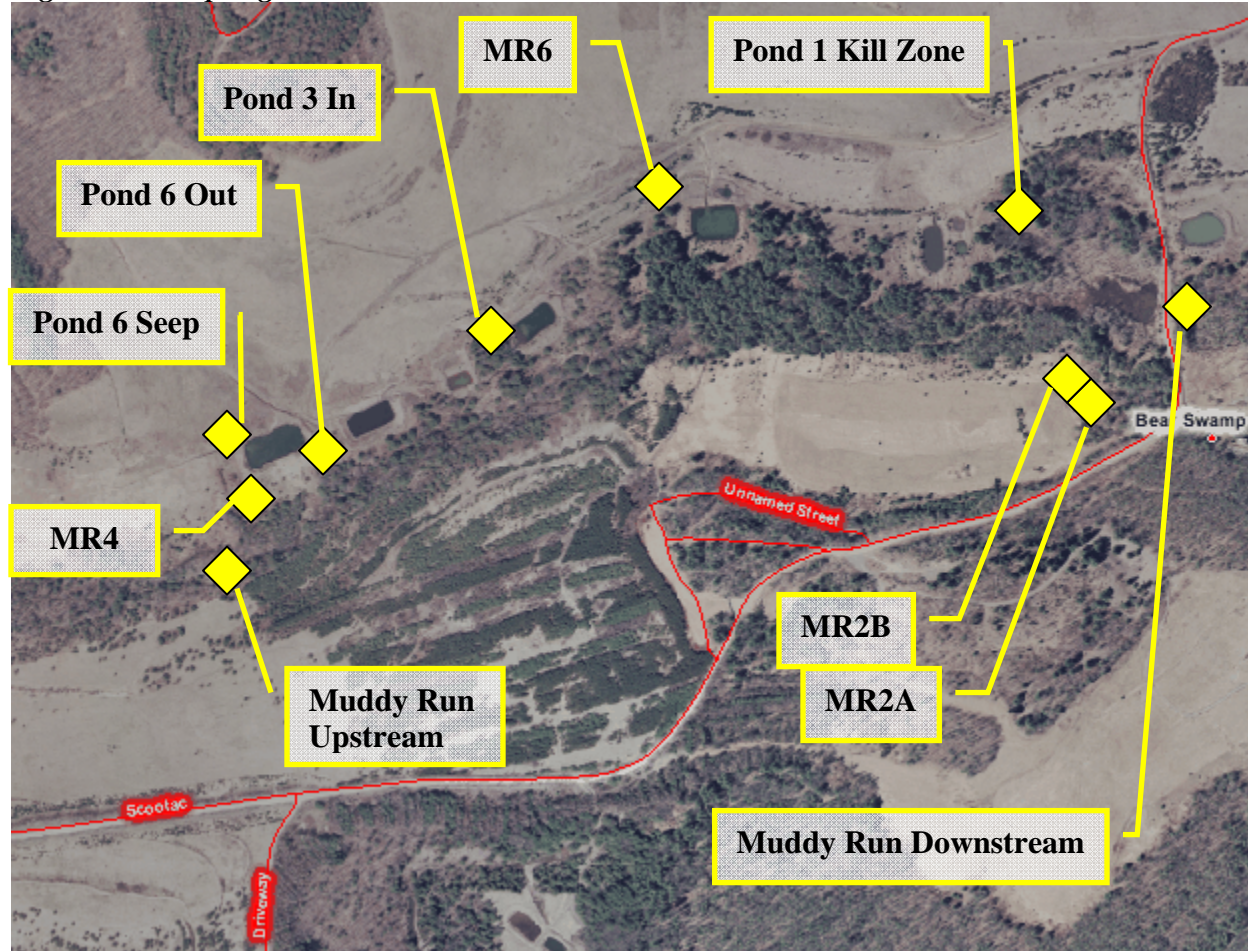 MR6
Pond 1 Kill Zone
Pond 3 In
Pond 6 Out
Pond 6 Seep
Bear Swamp
Unnamed Street
MR4
MR2B
MR2A
Muddy Run
Upstream
Scootac
Muddy Run Downstream
Driveway